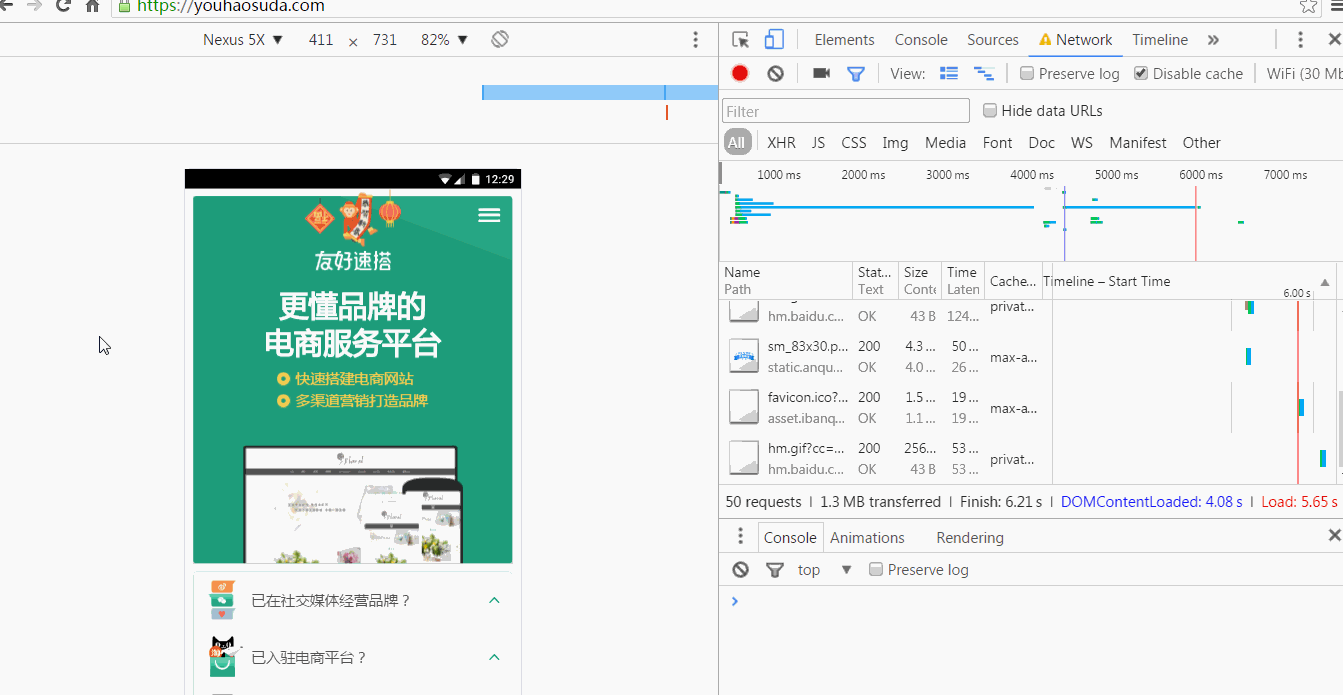 https://youhaosuda.com
Nexus 5X ▼ 411 × 731 82% ▼
Elements Console Sources Network Timeline »
View: Preserve log Disable cache WiFi (30 Mb
Filter Hide data URLs
All XHR JS CSS Img Media Font Doc WS Manifest Other
1000 ms 2000 ms 3000 ms 4000 ms 5000 ms 6000 ms 7000 ms
Name Stat... Size Time Cache... Timeline – Start Time
Path Text Conte Laten
6.00 s
hm.baidu.c... OK 43 B 124... privat...
sm_83x30.p... 200 4.3 ... 50 ... max-a...
static.anqu... OK 4.0 ... 26 ...
favicon.ico?... 200 1.5 ... 19 ... max-a...
asset.ibanq... OK 1.1 ... 19 ...
hm.gif?cc=... 200 256... 53 ... privat...
hm.baidu.c... OK 43 B 53 ...
50 requests | 1.3 MB transferred | Finish: 6.21 s | DOMContentLoaded: 4.08 s | Load: 5.65 s
Console Animations Rendering
top ▼ Preserve log
12:29
友好速搭
更懂品牌的
电商服务平台
快速搭建电商网站
多渠道营销打造品牌
已在社交媒体经营品牌？
已入驻电商平台？